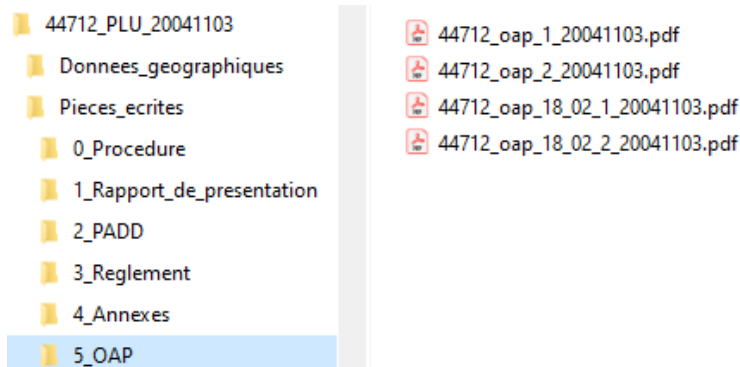 44712_PLU_20041103
Donnees_geographiques
Pieces_ecrites
0_Procedure
1_Rapport_de_presentation
2_PADD
3_Reglement
4_Annexes
5_OAP
44712_oap_1_20041103.pdf
44712_oap_2_20041103.pdf
44712_oap_18_02_1_20041103.pdf
44712_oap_18_02_2_20041103.pdf